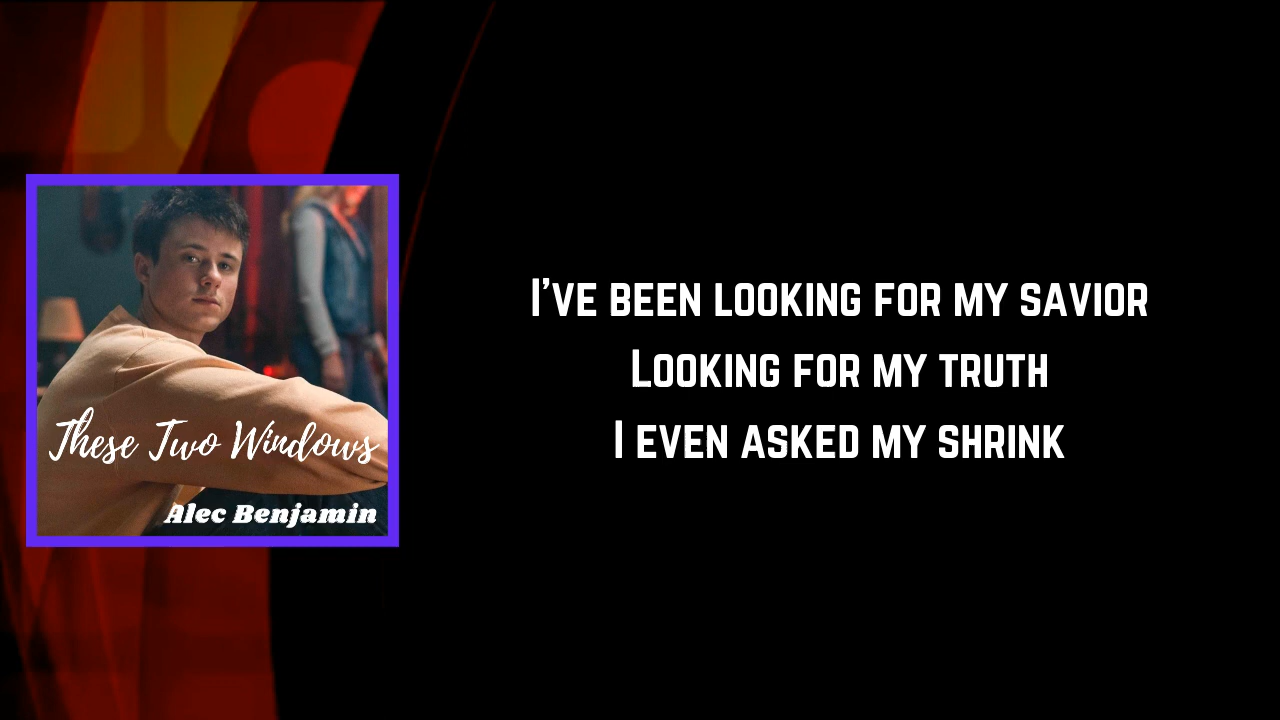 These Two Windows
Alec Benjamin
I'VE BEEN LOOKING FOR MY SAVIOR
LOOKING FOR MY TRUTH
I EVEN ASKED MY SHRINK